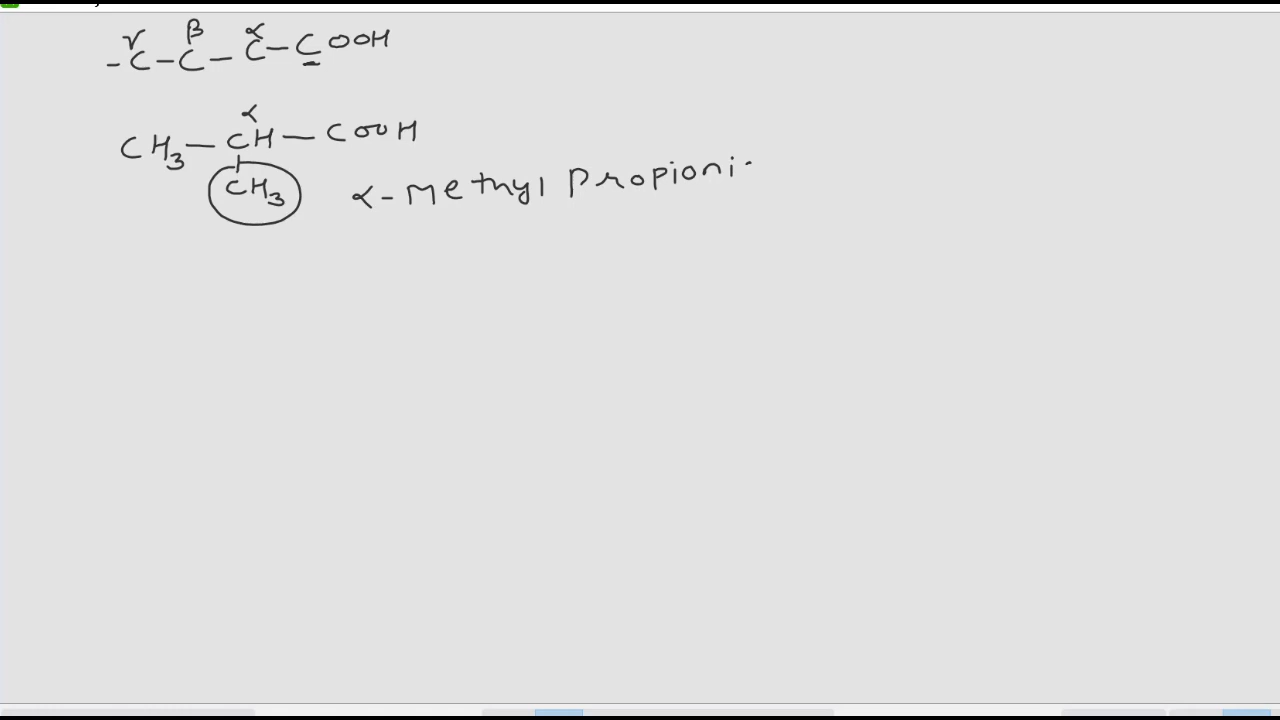 γ β α
-C-C-C-COOH
α
CH3-CH-COOH
CH3 α-Methyl Propioni